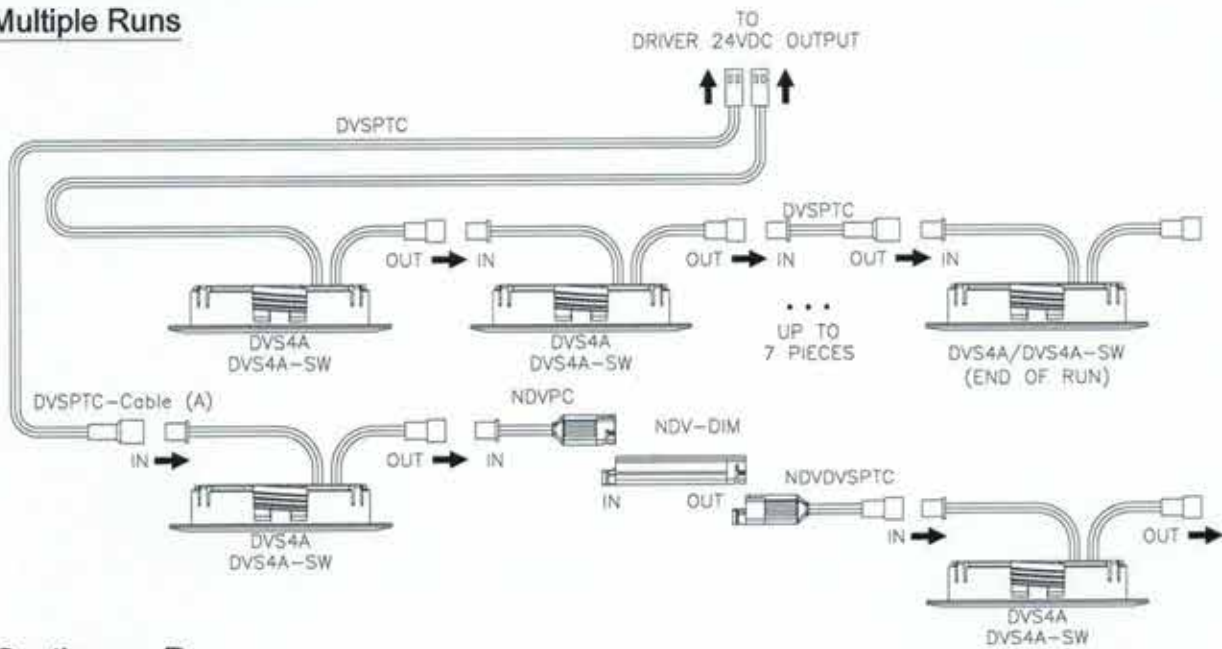 Multiple Runs
TO
DRIVER 24VDC OUTPUT
DVSPTC
DVSPTC
OUT IN
OUT IN
OUT IN
DVS4A
DVS4A-SW
DVS4A
DVS4A-SW
• • •
UP TO
7 PIECES
DVS4A/DVS4A-SW
(END OF RUN)
DVSPTC-Cable (A)
NDVPC
NDV-DIM
IN
OUT IN
IN OUT
NDVDVSPTC
DVS4A
DVS4A-SW
IN
OUT
DVS4A
DVS4A-SW